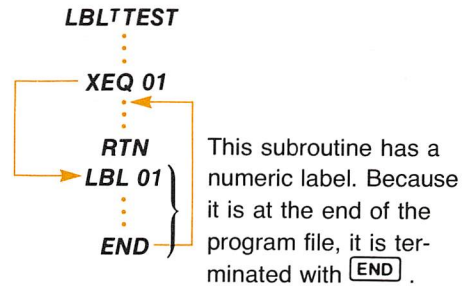 LBLᵀTEST
XEQ 01
RTN
LBL 01
END
This subroutine has a
numeric label. Because
it is at the end of the
program file, it is ter-
minated with END .